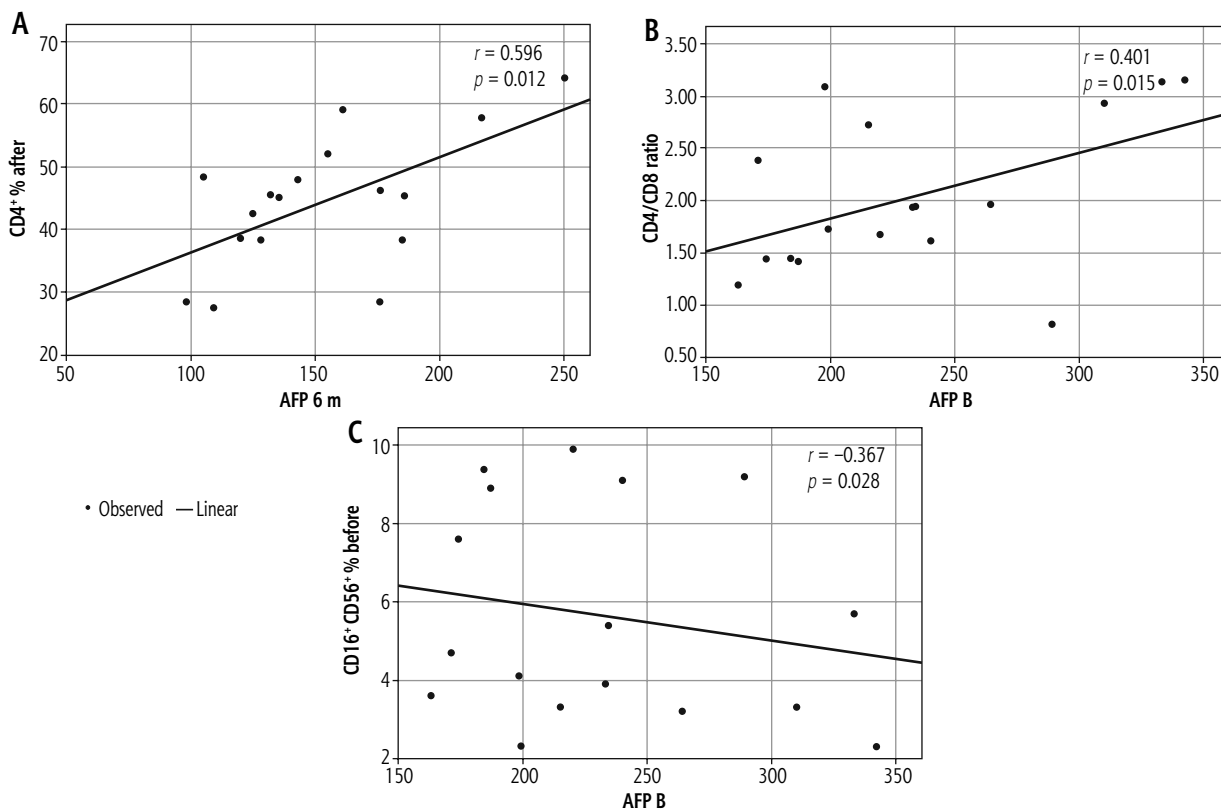 A
CD4⁺ % after
70
60
50
40
30
20
r = 0.596
p = 0.012
50 100 150 200 250
AFP 6 m
B
CD4/CD8 ratio
3.50
3.00
2.50
2.00
1.50
1.00
0.50
r = 0.401
p = 0.015
150 200 250 300 350
AFP B
C
CD16⁺ CD56⁺ % before
10
8
6
4
2
r = −0.367
p = 0.028
150 200 250 300 350
AFP B
Observed Linear